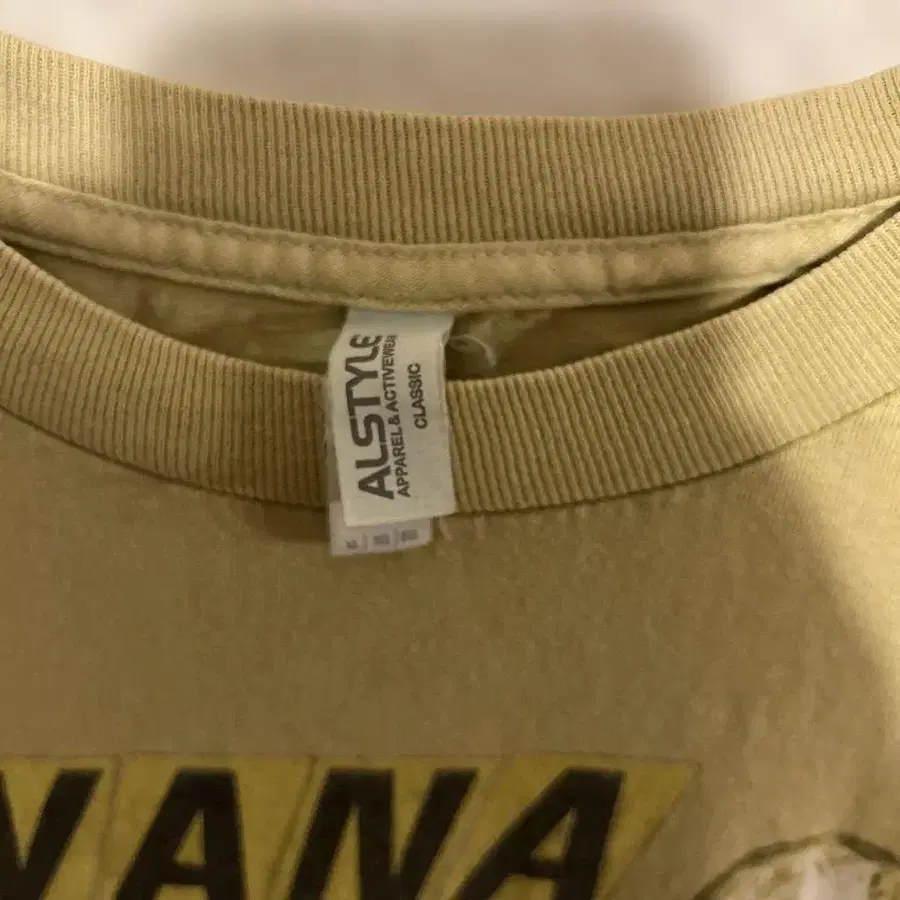 ALSTYLE
APPAREL & ACTIVEWEAR
CLASSIC
VANA